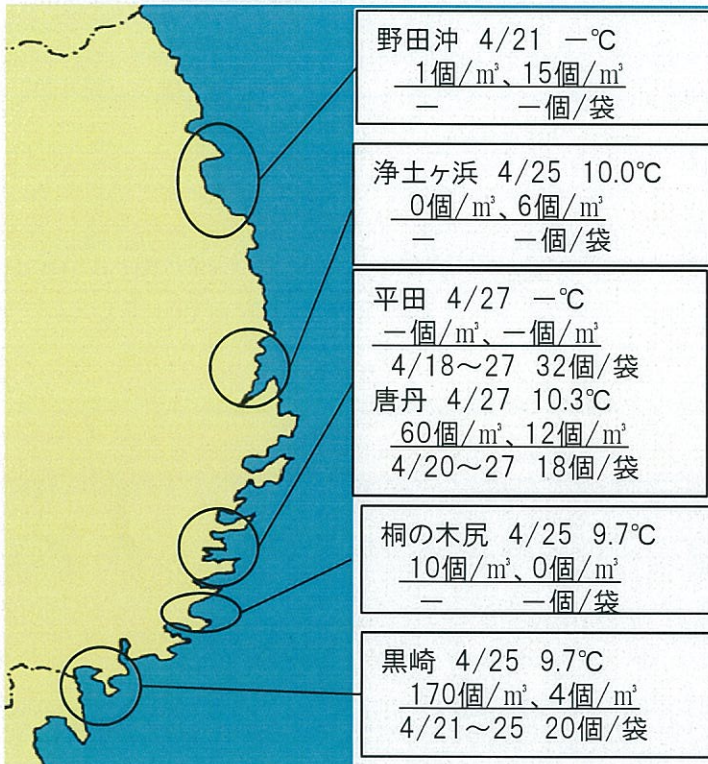 野田沖 4/21 －℃
1個/㎥、15個/㎥
－ －個/袋
浄土ヶ浜 4/25 10.0℃
0個/㎥、6個/㎥
－ －個/袋
平田 4/27 －℃
－個/㎥、－個/㎥
4/18～27 32個/袋
唐丹 4/27 10.3℃
60個/㎥、12個/㎥
4/20～27 18個/袋
桐の木尻 4/25 9.7℃
10個/㎥、0個/㎥
－ －個/袋
黒崎 4/25 9.7℃
170個/㎥、4個/㎥
4/21～25 20個/袋